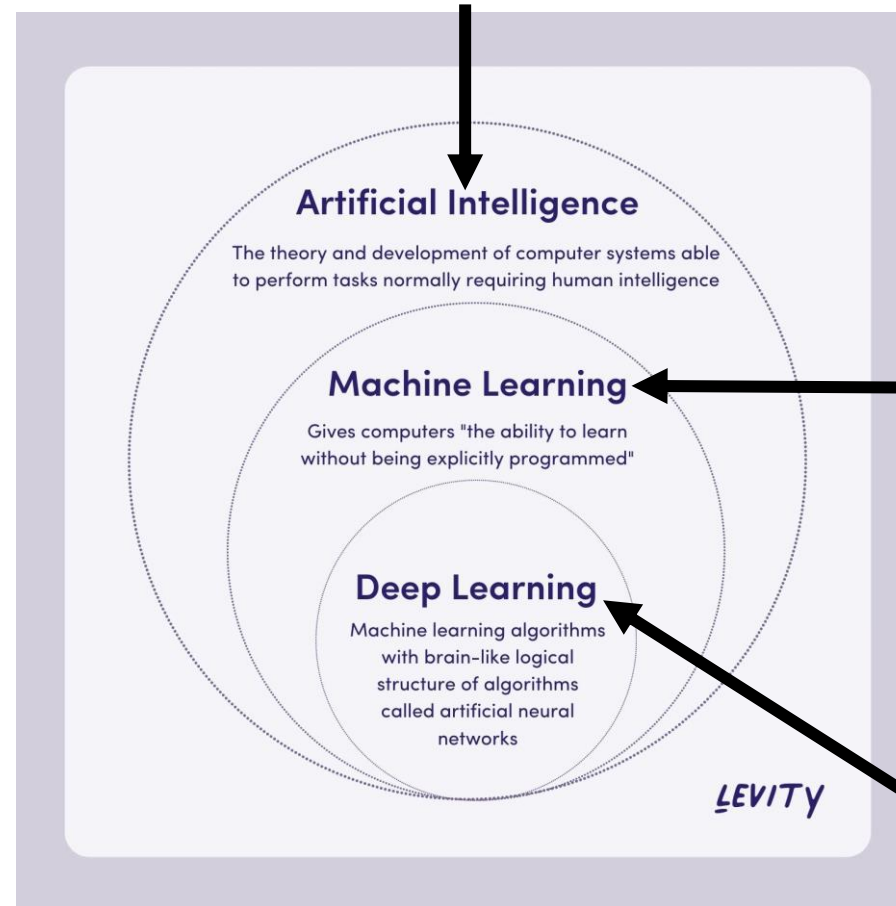 Artificial Intelligence
The theory and development of computer systems able
to perform tasks normally requiring human intelligence
Machine Learning
Gives computers "the ability to learn
without being explicitly programmed"
Deep Learning
Machine learning algorithms
with brain-like logical
structure of algorithms
called artificial neural
networks
LEVITY